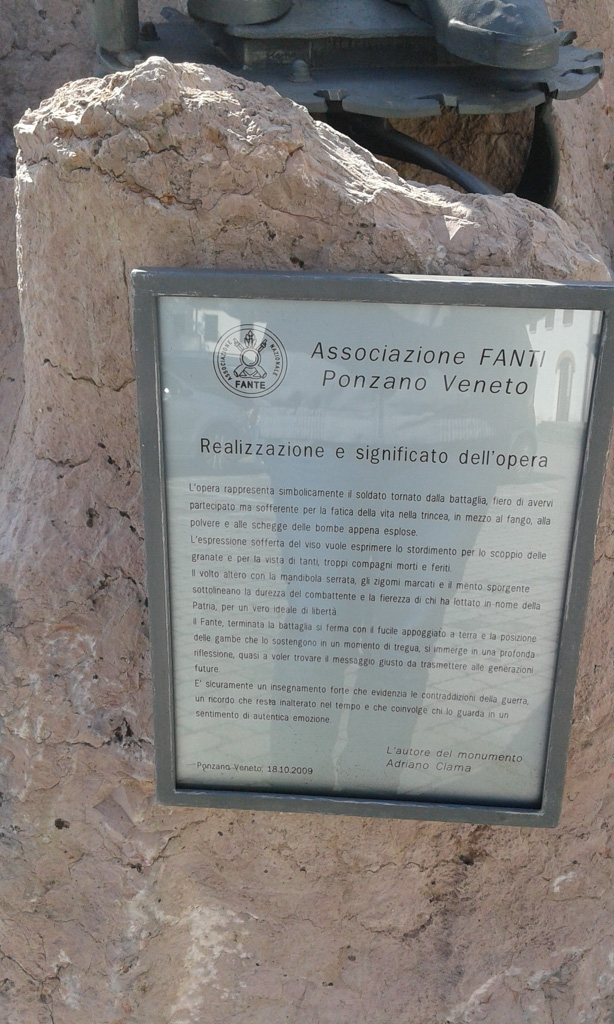 ASSOCIAZIONE NAZIONALE
FANTE
Associazione FANTI
Ponzano Veneto
Realizzazione e significato dell'opera
L'opera rappresenta simbolicamente il soldato tornato dalla battaglia, fiero di avervi
partecipato ma sofferente per la fatica della vita nella trincea, in mezzo al fango, alla
polvere e alle schegge delle bombe appena esplose.
L'espressione sofferta del viso vuole esprimere lo stordimento per lo scoppio delle
granate e per la vista di tanti, troppi compagni morti e feriti.
Il volto altero con la mandibola serrata, gli zigomi marcati e il mento sporgente
sottolineano la durezza del combattente e la fierezza di chi ha lottato in nome della
Patria, per un vero ideale di libertà.
Il Fante, terminata la battaglia si ferma con il fucile appoggiato a terra e la posizione
delle gambe che lo sostengono in un momento di tregua, si immerge in una profonda
riflessione, quasi a voler trovare il messaggio giusto da trasmettere alle generazioni
future.
E' sicuramente un insegnamento forte che evidenzia le contraddizioni della guerra,
un ricordo che resta inalterato nel tempo e che coinvolge chi lo guarda in un
sentimento di autentica emozione.
L'autore del monumento
Ponzano Veneto, 18.10.2009 Adriano Ciama